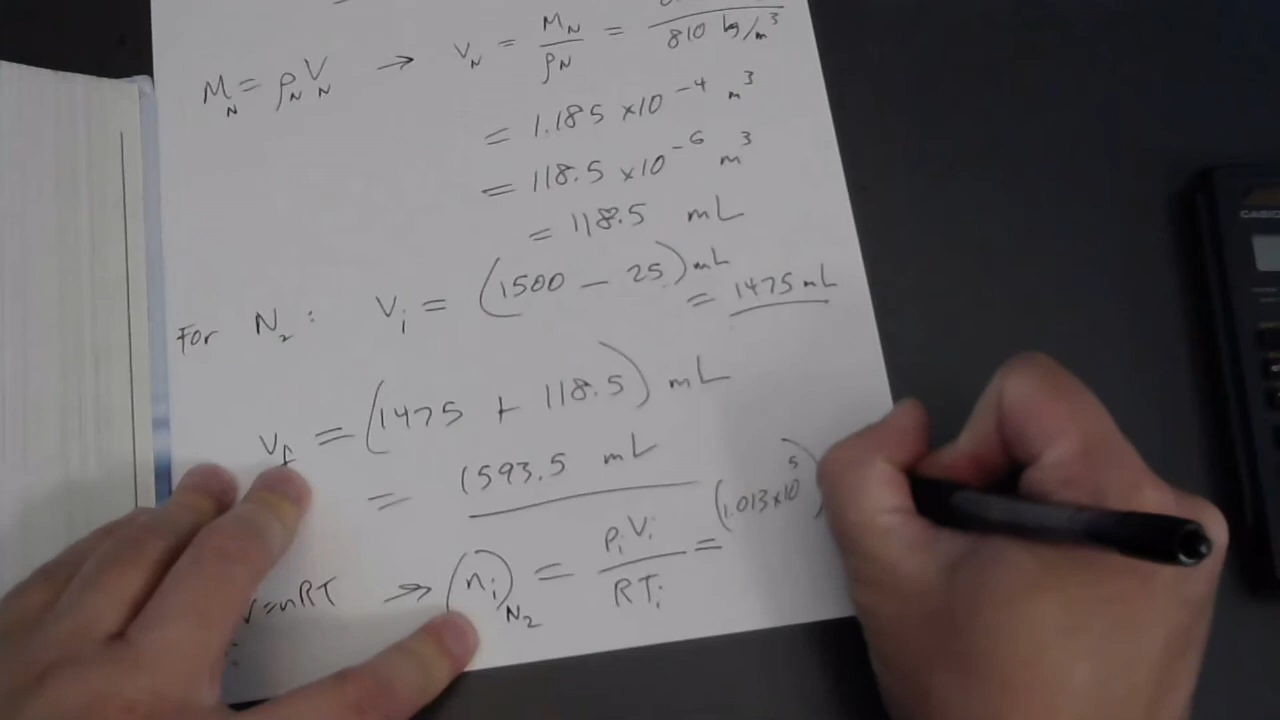 M_N = ρ_N V_N → V_N = M_N / ρ_N = / 810 kg/m³
= 1.185 ×10⁻⁴ m³
= 118.5 ×10⁻⁶ m³
= 118.5 mL
For N₂: V_i = (1500 − 25) mL
= 1475 mL
V_f = (1475 + 118.5) mL
= 1593.5 mL
V=nRT → (n_i)_N₂ = P_i V_i / RT_i = (1.013×10⁵)
CASIO